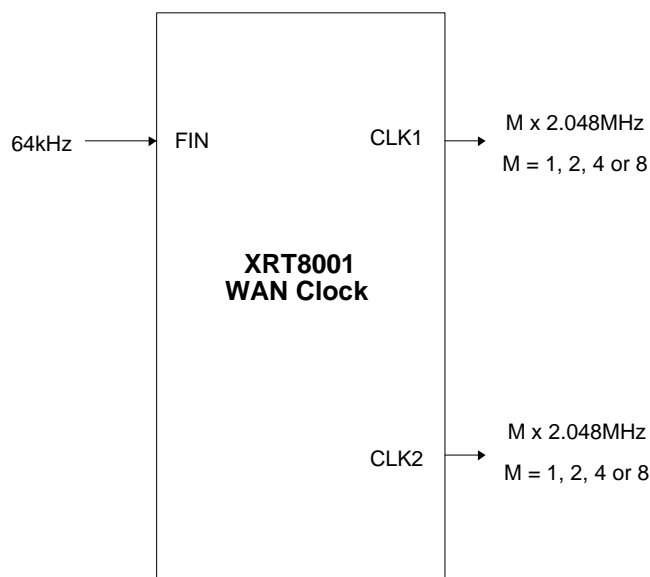 64kHz
FIN
CLK1
M x 2.048MHz
M = 1, 2, 4 or 8
XRT8001
WAN Clock
CLK2
M x 2.048MHz
M = 1, 2, 4 or 8